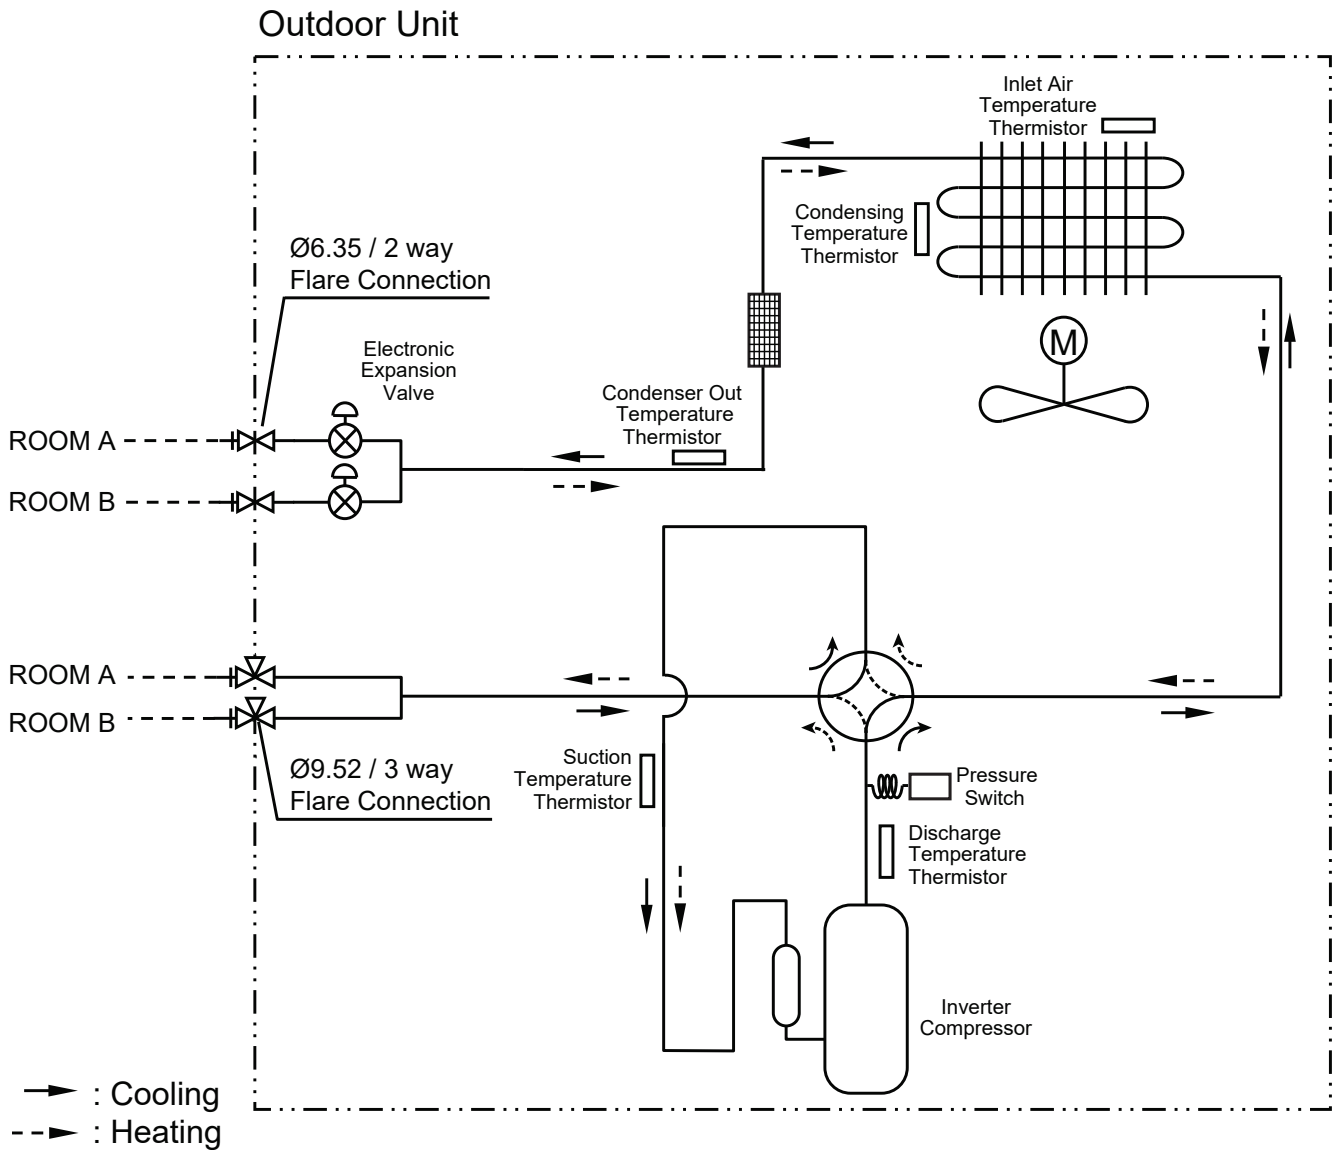 Outdoor Unit
Inlet Air
Temperature
Thermistor
Condensing
Temperature
Thermistor
M
Ø6.35 / 2 way
Flare Connection
Electronic
Expansion
Valve
Condenser Out
Temperature
Thermistor
ROOM A
ROOM B
ROOM A
ROOM B
Ø9.52 / 3 way
Flare Connection
Suction
Temperature
Thermistor
Pressure
Switch
Discharge
Temperature
Thermistor
Inverter
Compressor
: Cooling
: Heating